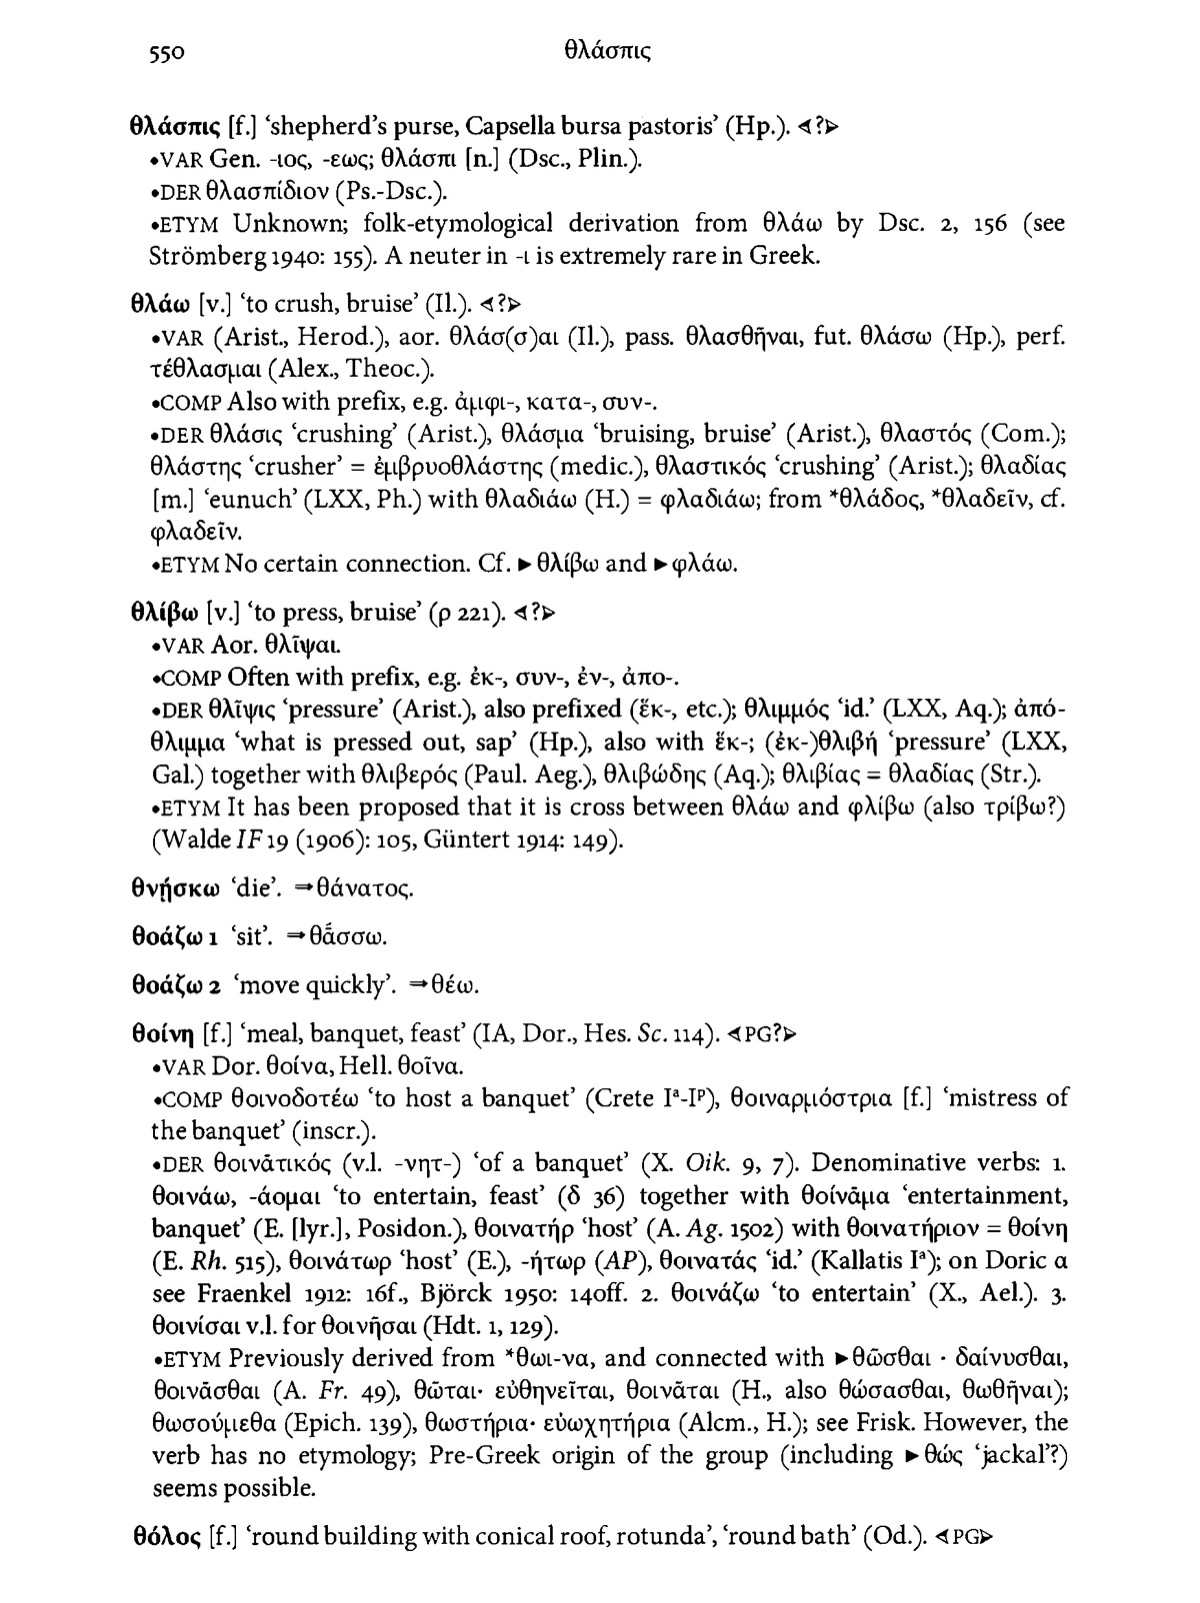 550 θλάσπις
θλάσπις [f.] ‘shepherd’s purse, Capsella bursa pastoris’ (Hp.). ⊲?⊳
•VAR Gen. -ιος, -εως; θλάσπι [n.] (Dsc., Plin.).
•DER θλασπίδιον (Ps.-Dsc.).
•ETYM Unknown; folk-etymological derivation from θλάω by Dsc. 2, 156 (see
Strömberg 1940: 155). A neuter in -ι is extremely rare in Greek.
θλάω [v.] ‘to crush, bruise’ (Il.). ⊲?⊳
•VAR (Arist., Herod.), aor. θλάσ(σ)αι (Il.), pass. θλασθῆναι, fut. θλάσω (Hp.), perf.
τέθλασμαι (Alex., Theoc.).
•COMP Also with prefix, e.g. ἀμφι-, κατα-, συν-.
•DER θλάσις ‘crushing’ (Arist.), θλάσμα ‘bruising, bruise’ (Arist.), θλαστός (Com.);
θλάστης ‘crusher’ = ἐμβρυοθλάστης (medic.), θλαστικός ‘crushing’ (Arist.); θλαδίας
[m.] ‘eunuch’ (LXX, Ph.) with θλαδιάω (H.) = φλαδιάω; from *θλάδος, *θλαδεῖν, cf.
φλαδεῖν.
•ETYM No certain connection. Cf. ►θλίβω and ►φλάω.
θλίβω [v.] ‘to press, bruise’ (ρ 221). ⊲?⊳
•VAR Aor. θλῖψαι.
•COMP Often with prefix, e.g. ἐκ-, συν-, ἐν-, ἀπο-.
•DER θλῖψις ‘pressure’ (Arist.), also prefixed (ἔκ-, etc.); θλιμμός ‘id.’ (LXX, Aq.); ἀπό-
θλιμμα ‘what is pressed out, sap’ (Hp.), also with ἔκ-; (ἐκ-)θλιβή ‘pressure’ (LXX,
Gal.) together with θλιβερός (Paul. Aeg.), θλιβώδης (Aq.); θλιβίας = θλαδίας (Str.).
•ETYM It has been proposed that it is cross between θλάω and φλίβω (also τρίβω?)
(Walde IF 19 (1906): 105, Güntert 1914: 149).
θνῄσκω ‘die’. ⇒θάνατος.
θοάζω 1 ‘sit’. ⇒θᾱ́σσω.
θοάζω 2 ‘move quickly’. ⇒θέω.
θοίνη [f.] ‘meal, banquet, feast’ (IA, Dor., Hes. Sc. 114). ⊲PG?⊳
•VAR Dor. θοίνα, Hell. θοῖνα.
•COMP θοινοδοτέω ‘to host a banquet’ (Crete Iᵃ-Iᵖ), θοιναρμόστρια [f.] ‘mistress of
the banquet’ (inscr.).
•DER θοινᾱτικός (v.l. -νητ-) ‘of a banquet’ (X. Oik. 9, 7). Denominative verbs: 1.
θοινάω, -άομαι ‘to entertain, feast’ (δ 36) together with θοίνᾱμα ‘entertainment,
banquet’ (E. [lyr.], Posidon.), θοινατήρ ‘host’ (A. Ag. 1502) with θοινατήριον = θοίνη
(E. Rh. 515), θοινάτωρ ‘host’ (E.), -ήτωρ (AP), θοινατάς ‘id.’ (Kallatis Iᵃ); on Doric α
see Fraenkel 1912: 16f., Björck 1950: 140ff. 2. θοινάζω ‘to entertain’ (X., Ael.). 3.
θοινίσαι v.l. for θοινῆσαι (Hdt. 1, 129).
•ETYM Previously derived from *θωι-να, and connected with ►θῶσθαι · δαίνυσθαι,
θοινᾶσθαι (A. Fr. 49), θῶται· εὐθηνεῖται, θοινᾶται (H., also θώσασθαι, θωθῆναι);
θωσούμεθα (Epich. 139), θωστήρια· εὐωχητήρια (Alcm., H.); see Frisk. However, the
verb has no etymology; Pre-Greek origin of the group (including ►θώς ‘jackal’?)
seems possible.
θόλος [f.] ‘round building with conical roof, rotunda’, ‘round bath’ (Od.). ⊲PG⊳